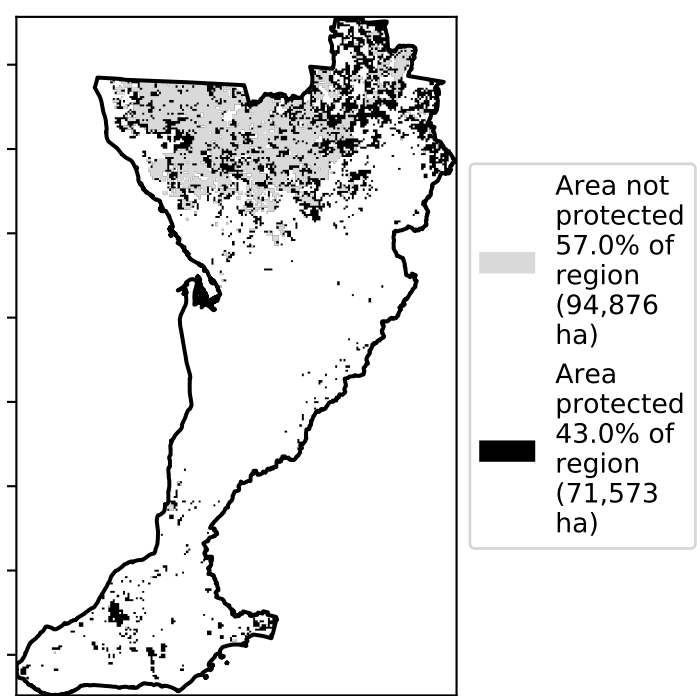 Area not
protected
57.0% of
region
(94,876
ha)
Area
protected
43.0% of
region
(71,573
ha)